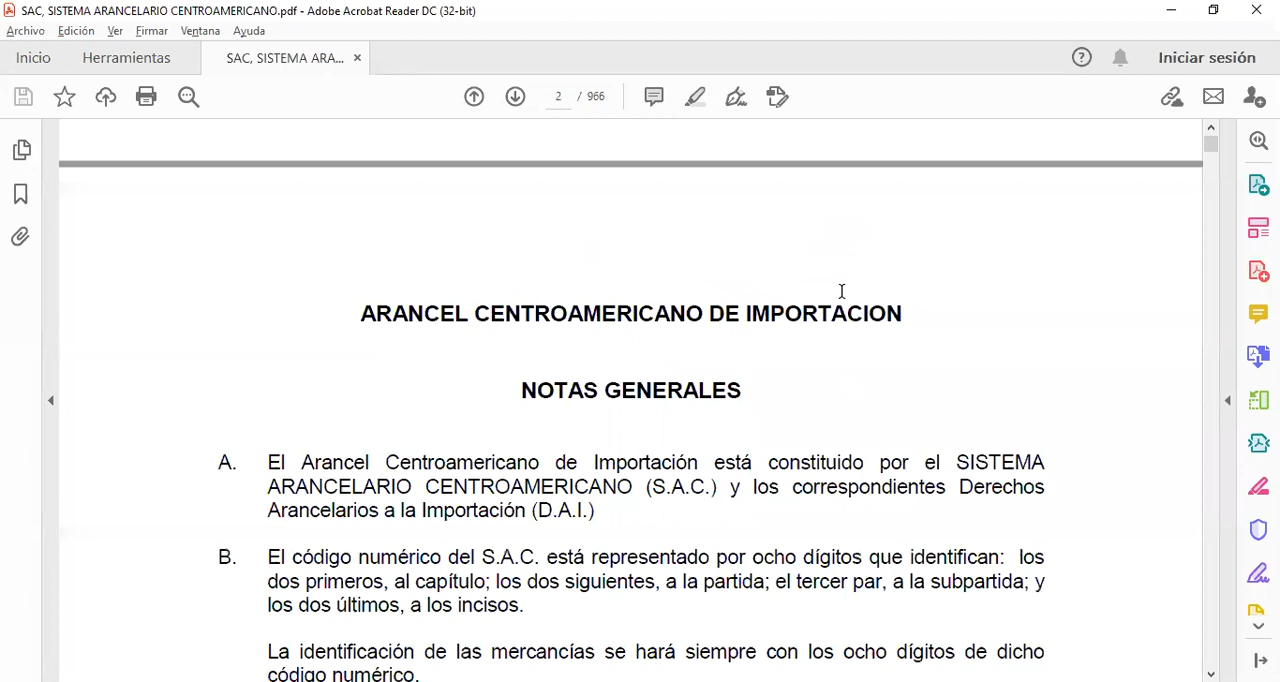 SAC, SISTEMA ARANCELARIO CENTROAMERICANO.pdf - Adobe Acrobat Reader DC (32-bit)
Archivo Edición Ver Firmar Ventana Ayuda
Inicio Herramientas SAC, SISTEMA ARA... × Iniciar sesión
2 / 966
ARANCEL CENTROAMERICANO DE IMPORTACION
NOTAS GENERALES
A. El Arancel Centroamericano de Importación está constituido por el SISTEMA
ARANCELARIO CENTROAMERICANO (S.A.C.) y los correspondientes Derechos
Arancelarios a la Importación (D.A.I.)
B. El código numérico del S.A.C. está representado por ocho dígitos que identifican: los
dos primeros, al capítulo; los dos siguientes, a la partida; el tercer par, a la subpartida; y
los dos últimos, a los incisos.
La identificación de las mercancías se hará siempre con los ocho dígitos de dicho
código numérico.